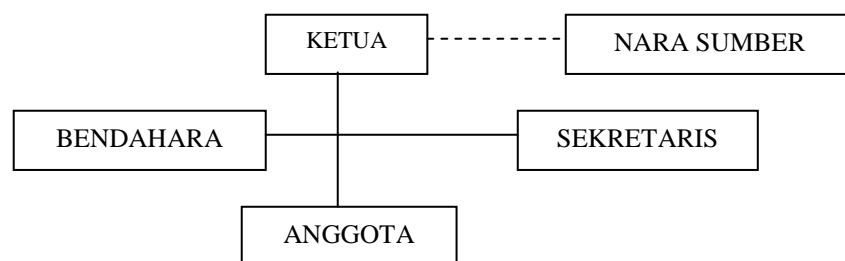 KETUA
NARA SUMBER
BENDAHARA
SEKRETARIS
ANGGOTA